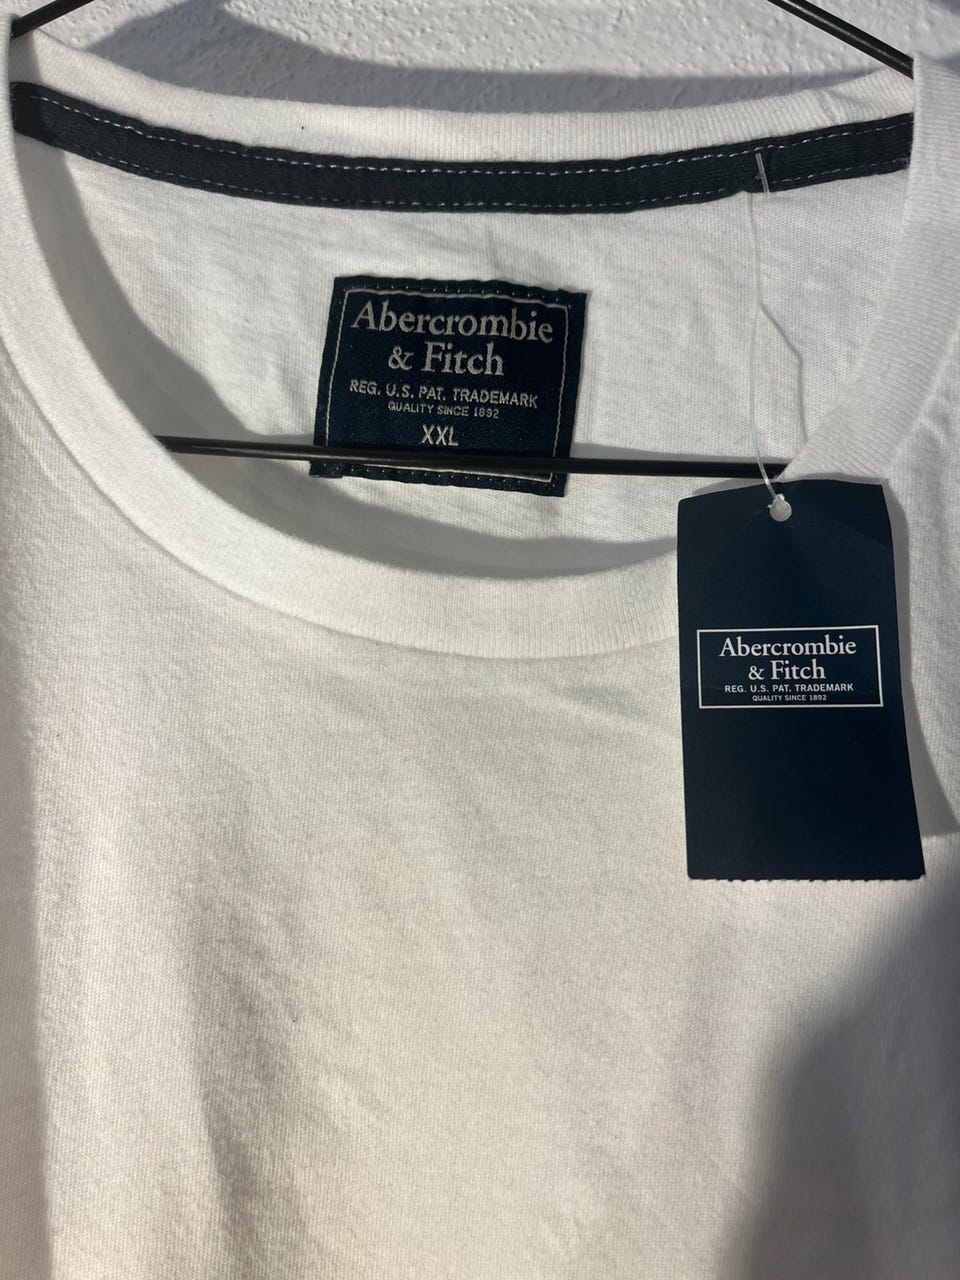 Abercrombie
& Fitch
REG. U.S. PAT. TRADEMARK
QUALITY SINCE 1892
XXL
Abercrombie
& Fitch
REG. U.S. PAT. TRADEMARK
QUALITY SINCE 1892